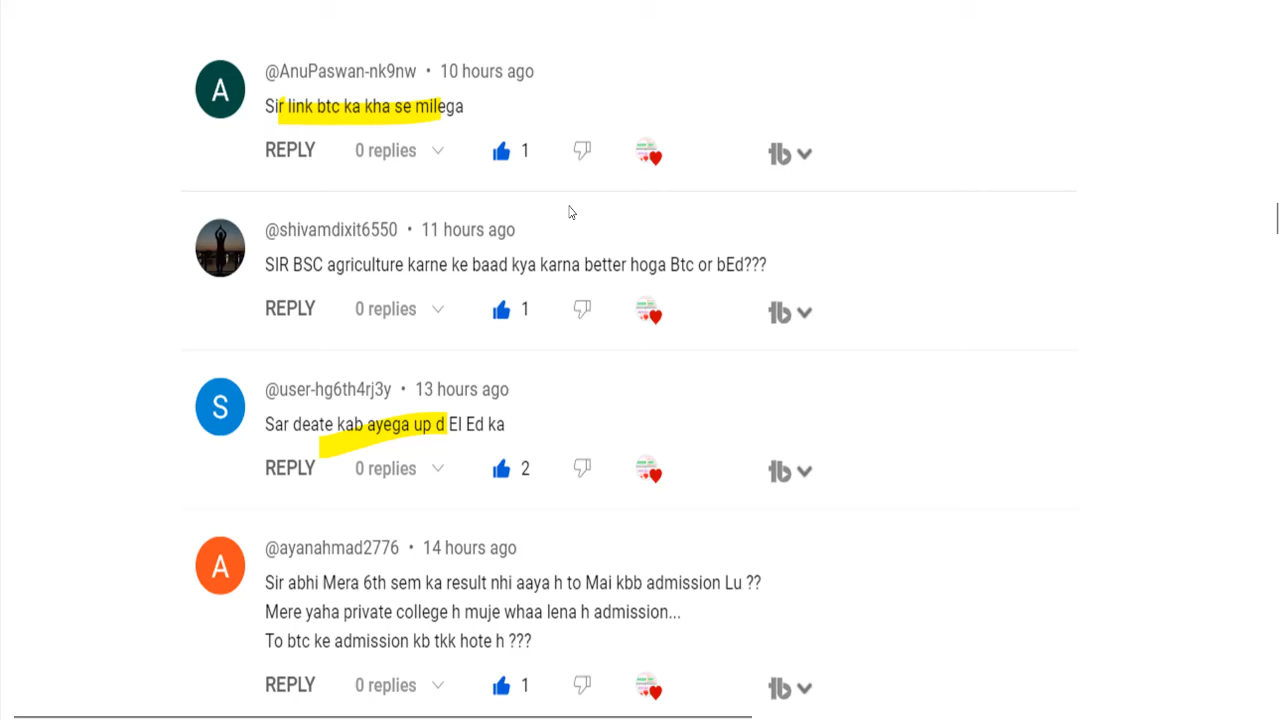 A
@AnuPaswan-nk9nw • 10 hours ago
Sir link btc ka kha se milega
REPLY 0 replies 1
@shivamdixit6550 • 11 hours ago
SIR BSC agriculture karne ke baad kya karna better hoga Btc or bEd???
REPLY 0 replies 1
S
@user-hg6th4rj3y • 13 hours ago
Sar deate kab ayega up d El Ed ka
REPLY 0 replies 2
A
@ayanahmad2776 • 14 hours ago
Sir abhi Mera 6th sem ka result nhi aaya h to Mai kbb admission Lu ??
Mere yaha private college h muje whaa lena h admission...
To btc ke admission kb tkk hote h ???
REPLY 0 replies 1